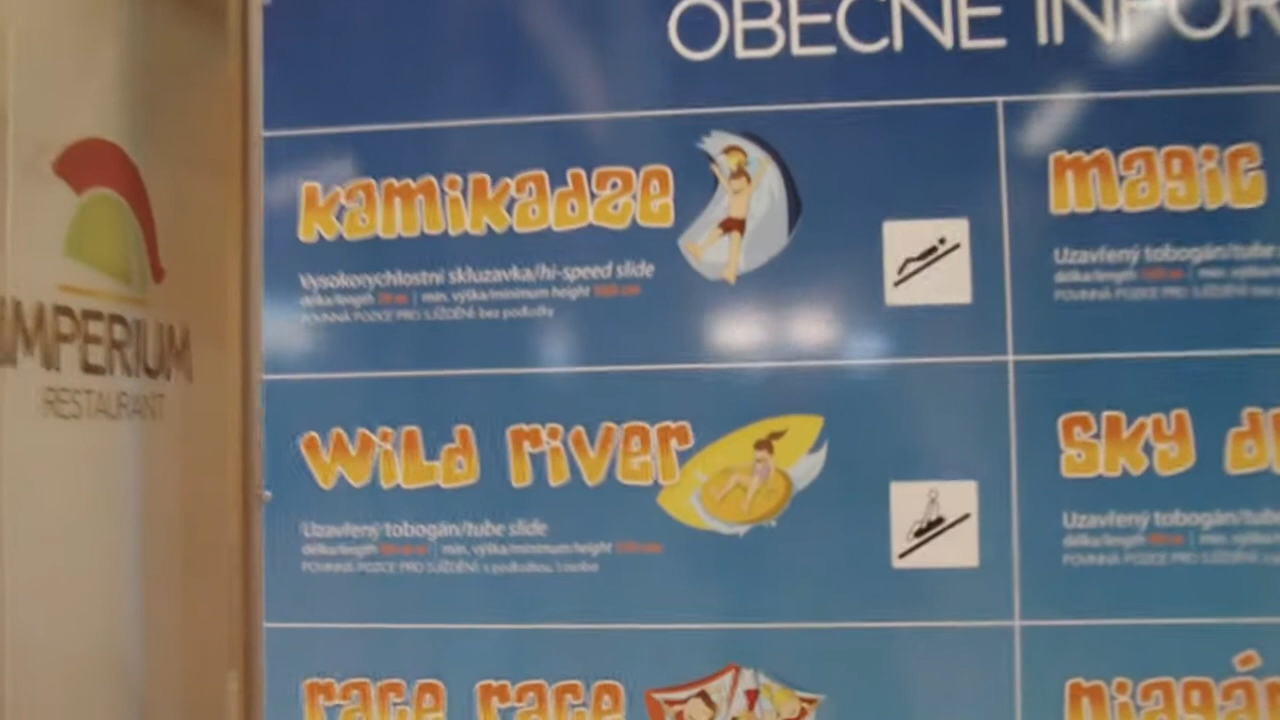 OBECNÉ INFOR
kamikadze
Vysokorychlostní skluzavka/hi-speed slide
délka/length | min. výška/minimum height
POVINNÁ POZICE PRO SJÍŽDĚNÍ: bez podložky
magic
Uzavřený tobogán/tube
délka/length | min. výška/mini
POVINNÁ POZICE PRO SJÍŽDĚNÍ:
IMPERIUM
RESTAURANT
wild river
Uzavřený tobogán/tube slide
délka/length | min. výška/minimum height
POVINNÁ POZICE PRO SJÍŽDĚNÍ: s podložkou, 1 osoba
sky d
Uzavřený tobogán/tube
délka/length | min. výška/mini
POVINNÁ POZICE PRO SJÍŽDĚNÍ:
race race
niagár